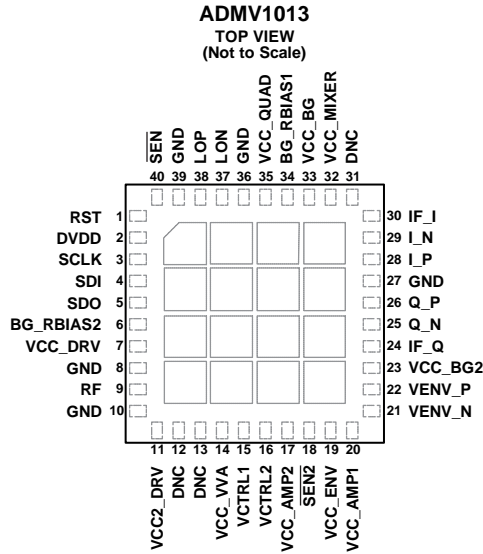 ADMV1013
TOP VIEW
(Not to Scale)
SEN
GND
LOP
LON
GND
VCC_QUAD
BG_RBIAS1
VCC_BG
VCC_MIXER
DNC
40 39 38 37 36 35 34 33 32 31
RST 1
DVDD 2
SCLK 3
SDI 4
SDO 5
BG_RBIAS2 6
VCC_DRV 7
GND 8
RF 9
GND 10
30 IF_I
29 I_N
28 I_P
27 GND
26 Q_P
25 Q_N
24 IF_Q
23 VCC_BG2
22 VENV_P
21 VENV_N
11 12 13 14 15 16 17 18 19 20
VCC2_DRV
DNC
DNC
VCC_VVA
VCTRL1
VCTRL2
VCC_AMP2
SEN2
VCC_ENV
VCC_AMP1